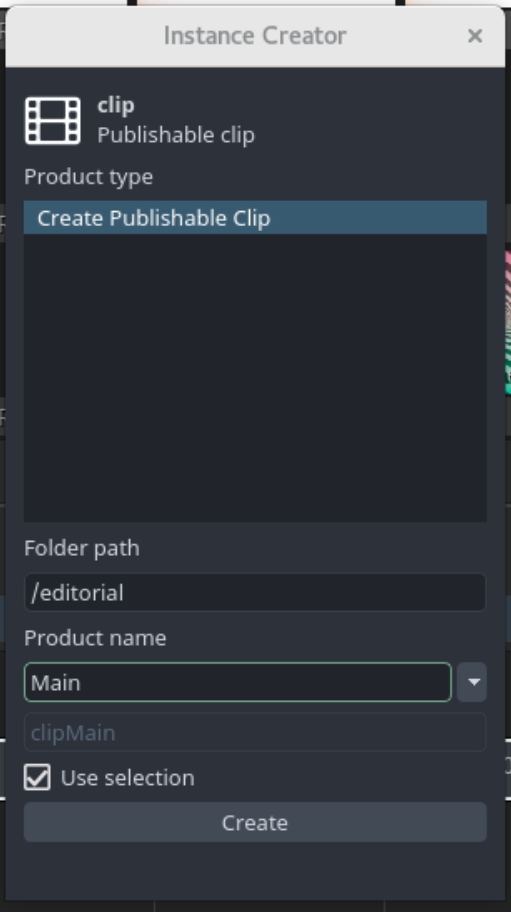 Instance Creator
clip
Publishable clip
Product type
Create Publishable Clip
Folder path
/editorial
Product name
Main
clipMain
Use selection
Create